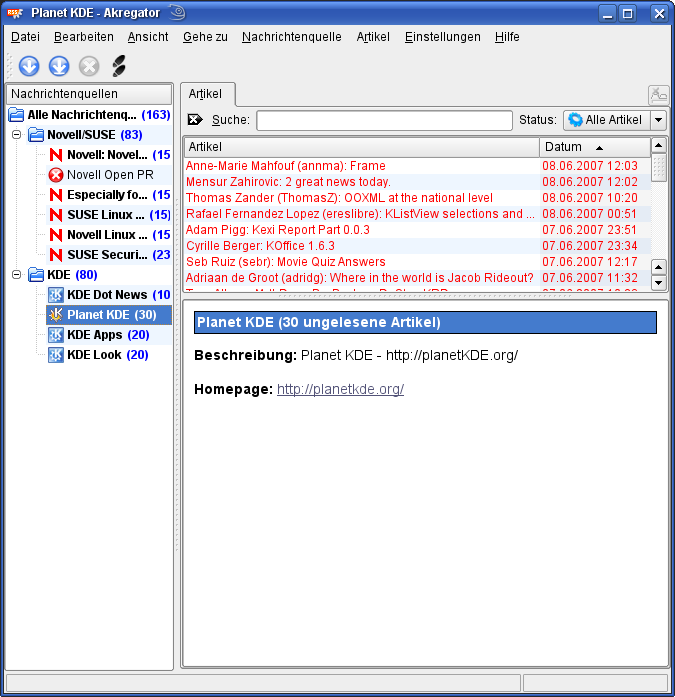 Planet KDE - Akregator
Datei Bearbeiten Ansicht Gehe zu Nachrichtenquelle Artikel Einstellungen Hilfe
Nachrichtenquellen
Alle Nachrichtenq... (163)
Novell/SUSE (83)
Novell: Novel... (15
Novell Open PR
Especially fo... (15
SUSE Linux ... (15)
Novell Linux ... (15
SUSE Securi... (23
KDE (80)
KDE Dot News (10
Planet KDE (30)
KDE Apps (20)
KDE Look (20)
Artikel
Suche: Status: Alle Artikel
Artikel Datum
Anne-Marie Mahfouf (annma): Frame 08.06.2007 12:03
Mensur Zahirovic: 2 great news today. 08.06.2007 12:02
Thomas Zander (ThomasZ): OOXML at the national level 08.06.2007 10:20
Rafael Fernandez Lopez (ereslibre): KListView selections and ... 08.06.2007 00:51
Adam Pigg: Kexi Report Part 0.0.3 07.06.2007 23:51
Cyrille Berger: KOffice 1.6.3 07.06.2007 23:34
Seb Ruiz (sebr): Movie Quiz Answers 07.06.2007 12:17
Adriaan de Groot (adridg): Where in the world is Jacob Rideout? 07.06.2007 11:32
Planet KDE (30 ungelesene Artikel)
Beschreibung: Planet KDE - http://planetKDE.org/
Homepage: http://planetkde.org/